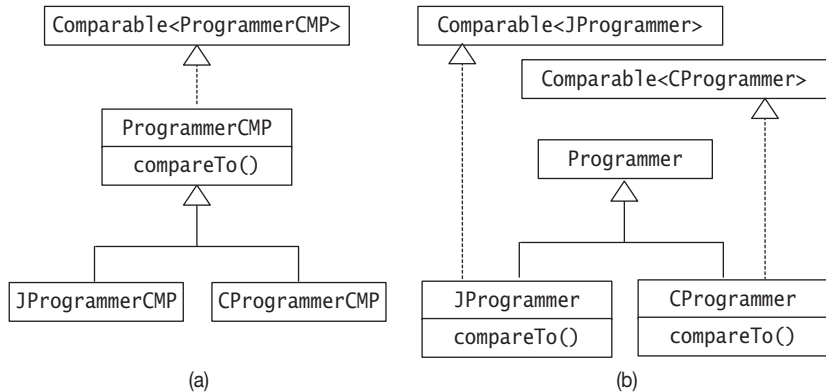 Comparable<ProgrammerCMP>
ProgrammerCMP
compareTo()
JProgrammerCMP
CProgrammerCMP
(a)
Comparable<JProgrammer>
Comparable<CProgrammer>
Programmer
JProgrammer
compareTo()
CProgrammer
compareTo()
(b)